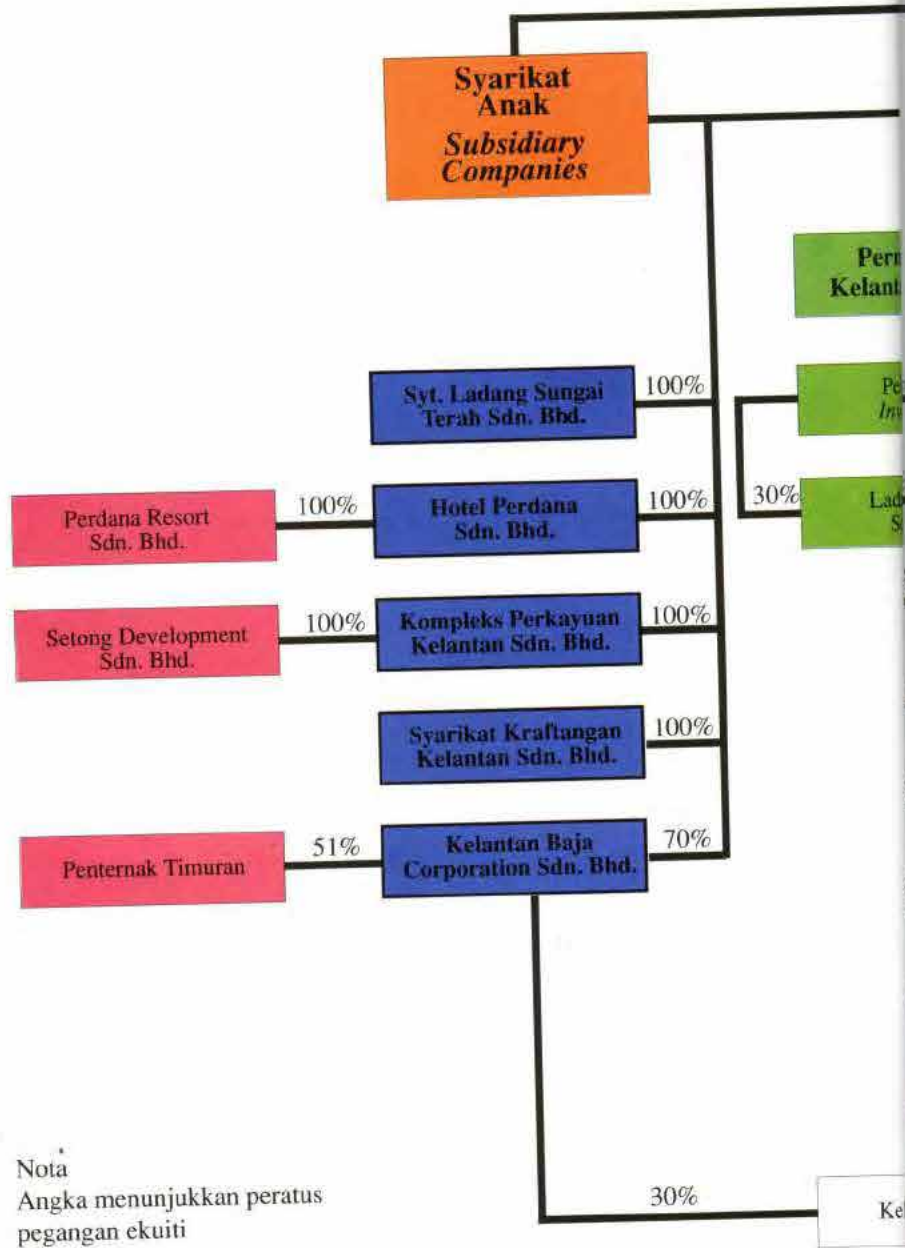 Syarikat
Anak
Subsidiary
Companies
Kelant
100%
Syt. Ladang Sungai
Terah Sdn. Bhd.
30%
Perdana Resort
Sdn. Bhd.
100%
Hotel Perdana
Sdn. Bhd.
100%
Setong Development
Sdn. Bhd.
100%
Kompleks Perkayuan
Kelantan Sdn. Bhd.
100%
Syarikat Kraftangan
Kelantan Sdn. Bhd.
100%
Penternak Timuran
51%
Kelantan Baja
Corporation Sdn. Bhd.
70%
Nota
Angka menunjukkan peratus
pegangan ekuiti
30%